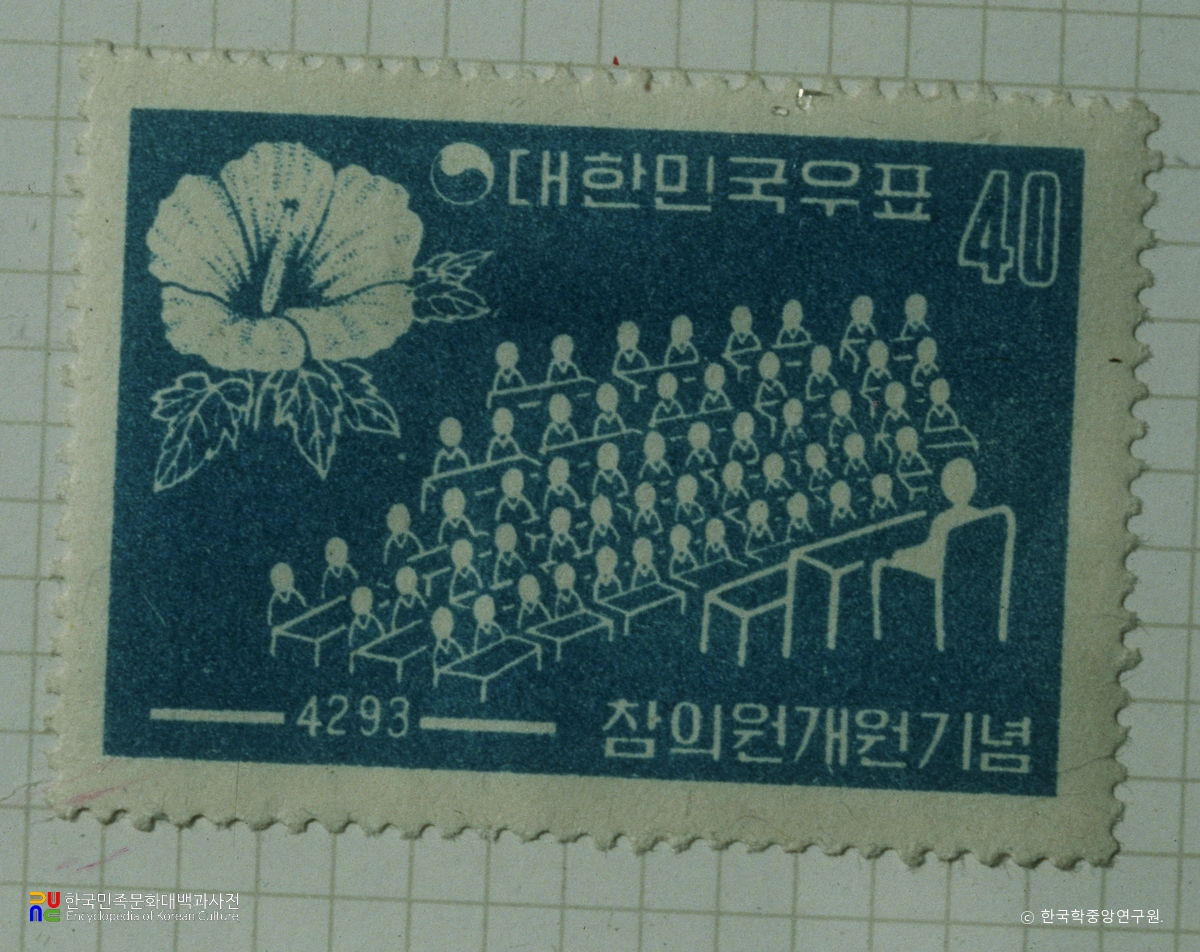 대한민국우표
40
4293
참의원개원기념
한국민족문화대백과사전
Encyclopedia of Korean Culture
ⓒ 한국학중앙연구원.